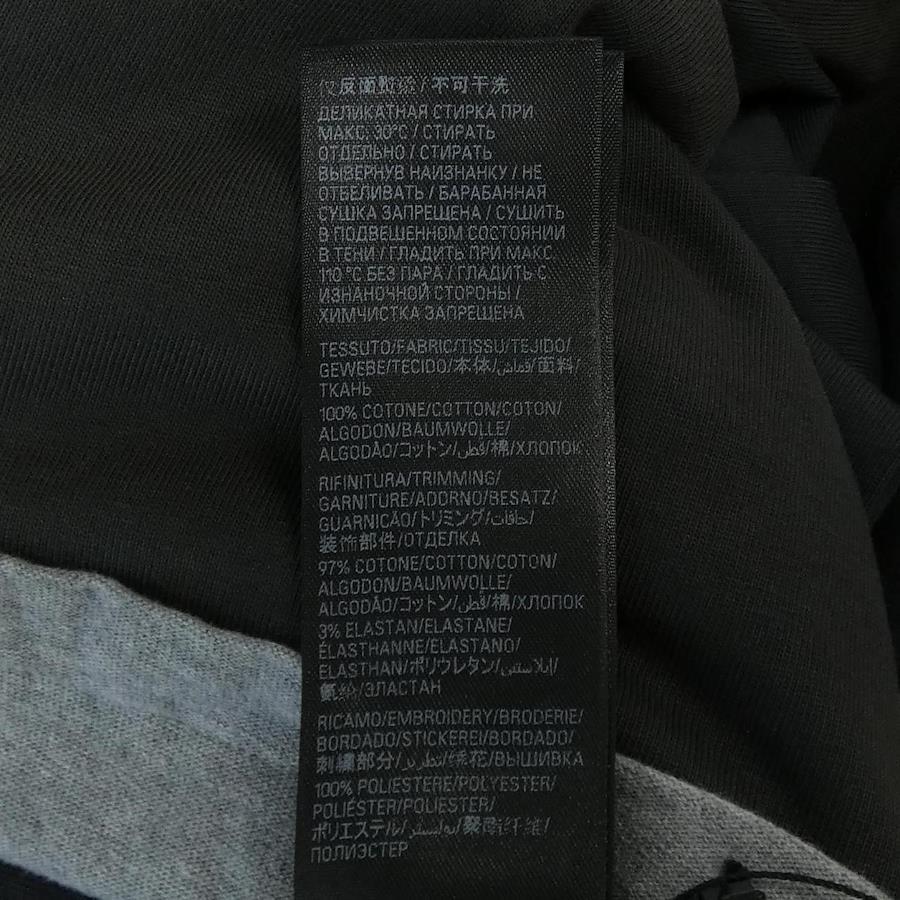 仅反面熨烫 / 不可干洗
ДЕЛИКАТНАЯ СТИРКА ПРИ
МАКС. 30°C / СТИРАТЬ
ОТДЕЛЬНО / СТИРАТЬ
ВЫВЕРНУВ НАИЗНАНКУ / НЕ
ОТБЕЛИВАТЬ / БАРАБАННАЯ
СУШКА ЗАПРЕЩЕНА / СУШИТЬ
В ПОДВЕШЕННОМ СОСТОЯНИИ
В ТЕНИ / ГЛАДИТЬ ПРИ МАКС.
110 °C БЕЗ ПАРА / ГЛАДИТЬ С
ИЗНАНОЧНОЙ СТОРОНЫ /
ХИМЧИСТКА ЗАПРЕЩЕНА
TESSUTO/FABRIC/TISSU/TEJIDO/
GEWEBE/TECIDO/本体/قماش/面料/
ТКАНЬ
100% COTONE/COTTON/COTON/
ALGODON/BAUMWOLLE/
ALGODÃO/コットン/قطن/棉/ХЛОПОК
RIFINITURA/TRIMMING/
GARNITURE/ADORNO/BESATZ/
GUARNICÃO/トリミング/حافات/
装饰部件/ОТДЕЛКА
97% COTONE/COTTON/COTON/
ALGODON/BAUMWOLLE/
ALGODÃO/コットン/قطن/棉/ХЛОПОК
3% ELASTAN/ELASTANE/
ÉLASTHANNE/ELASTANO/
ELASTHAN/ポリウレタン/إيلاستين/
氨纶/ЭЛАСТАН
RICAMO/EMBROIDERY/BRODERIE/
BORDADO/STICKEREI/BORDADO/
刺繍部分/تطريز/绣花/ВЫШИВКА
100% POLIESTERE/POLYESTER/
POLIÉSTER/POLIESTER/
ポリエステル/بوليستر/聚酯纤维/
ПОЛИЭСТЕР